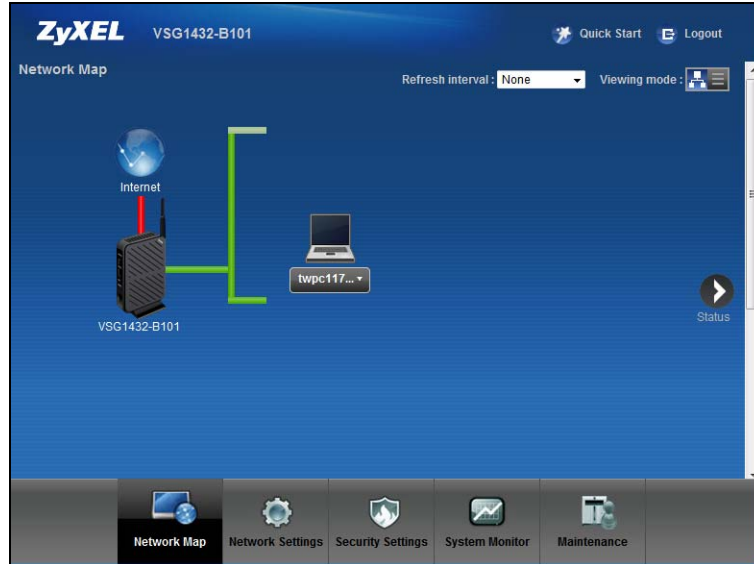 ZyXEL VSG1432-B101 Quick Start Logout
Network Map
Refresh interval : None Viewing mode :
Internet
twpc117...
Status
VSG1432-B101
Network Map Network Settings Security Settings System Monitor Maintenance